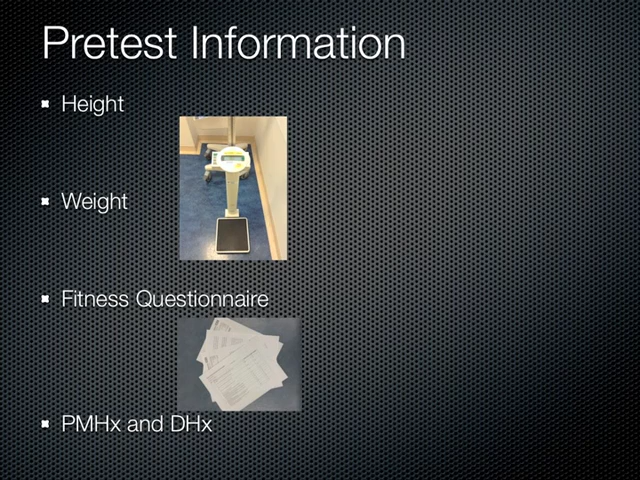 Pretest Information
Height
Weight
Fitness Questionnaire
PMHx and DHx